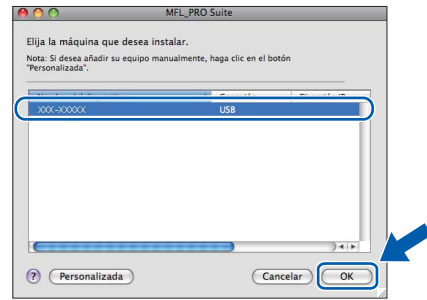 MFL_PRO Suite
Elija la máquina que desea instalar.
Nota: Si desea añadir su equipo manualmente, haga clic en el botón
"Personalizada".
XXX-XXXXX USB
? Personalizada Cancelar OK